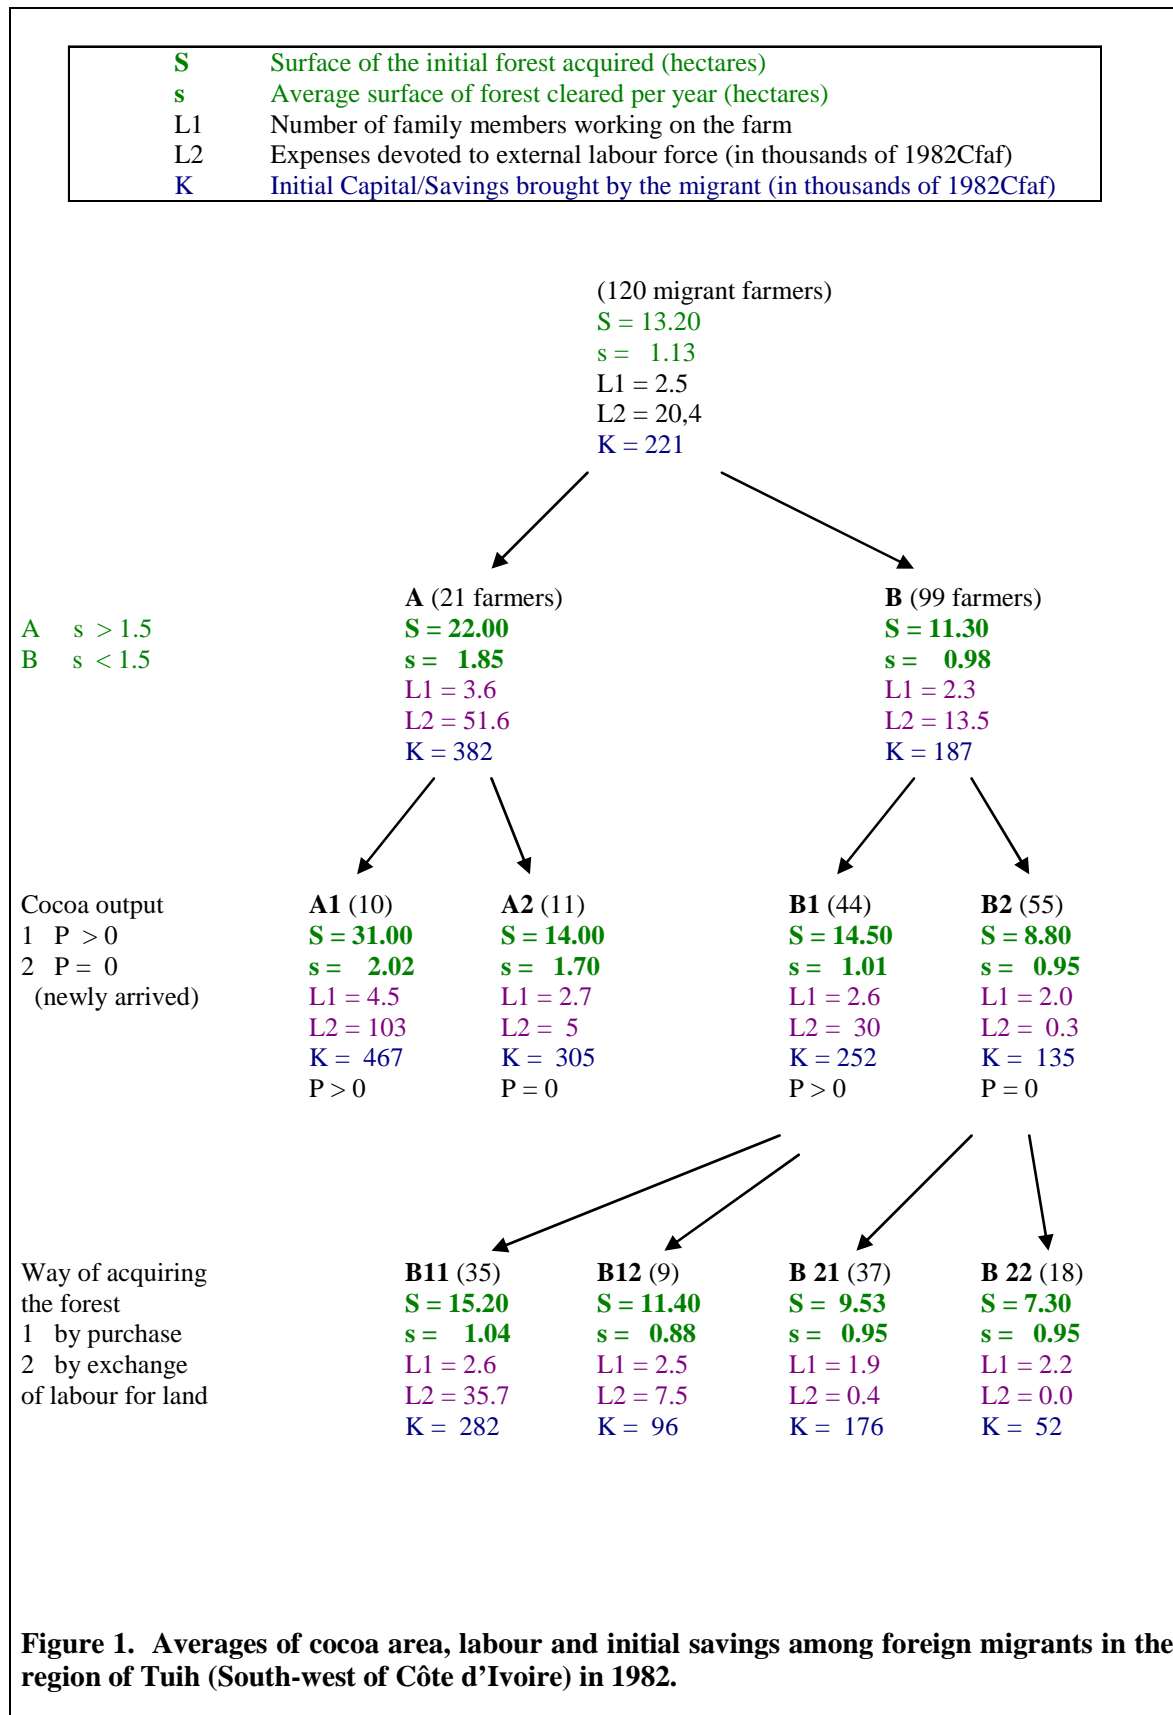 S Surface of the initial forest acquired (hectares)
s Average surface of forest cleared per year (hectares)
L1 Number of family members working on the farm
L2 Expenses devoted to external labour force (in thousands of 1982Cfaf)
K Initial Capital/Savings brought by the migrant (in thousands of 1982Cfaf)
(120 migrant farmers)
S = 13.20
s = 1.13
L1 = 2.5
L2 = 20,4
K = 221
A (21 farmers) B (99 farmers)
A s > 1.5 S = 22.00 S = 11.30
B s < 1.5 s = 1.85 s = 0.98
L1 = 3.6 L1 = 2.3
L2 = 51.6 L2 = 13.5
K = 382 K = 187
Cocoa output A1 (10) A2 (11) B1 (44) B2 (55)
1 P > 0 S = 31.00 S = 14.00 S = 14.50 S = 8.80
2 P = 0 s = 2.02 s = 1.70 s = 1.01 s = 0.95
(newly arrived) L1 = 4.5 L1 = 2.7 L1 = 2.6 L1 = 2.0
L2 = 103 L2 = 5 L2 = 30 L2 = 0.3
K = 467 K = 305 K = 252 K = 135
P > 0 P = 0 P > 0 P = 0
Way of acquiring B11 (35) B12 (9) B 21 (37) B 22 (18)
the forest S = 15.20 S = 11.40 S = 9.53 S = 7.30
1 by purchase s = 1.04 s = 0.88 s = 0.95 s = 0.95
2 by exchange L1 = 2.6 L1 = 2.5 L1 = 1.9 L1 = 2.2
of labour for land L2 = 35.7 L2 = 7.5 L2 = 0.4 L2 = 0.0
K = 282 K = 96 K = 176 K = 52
Figure 1. Averages of cocoa area, labour and initial savings among foreign migrants in the
region of Tuih (South-west of Côte d'Ivoire) in 1982.